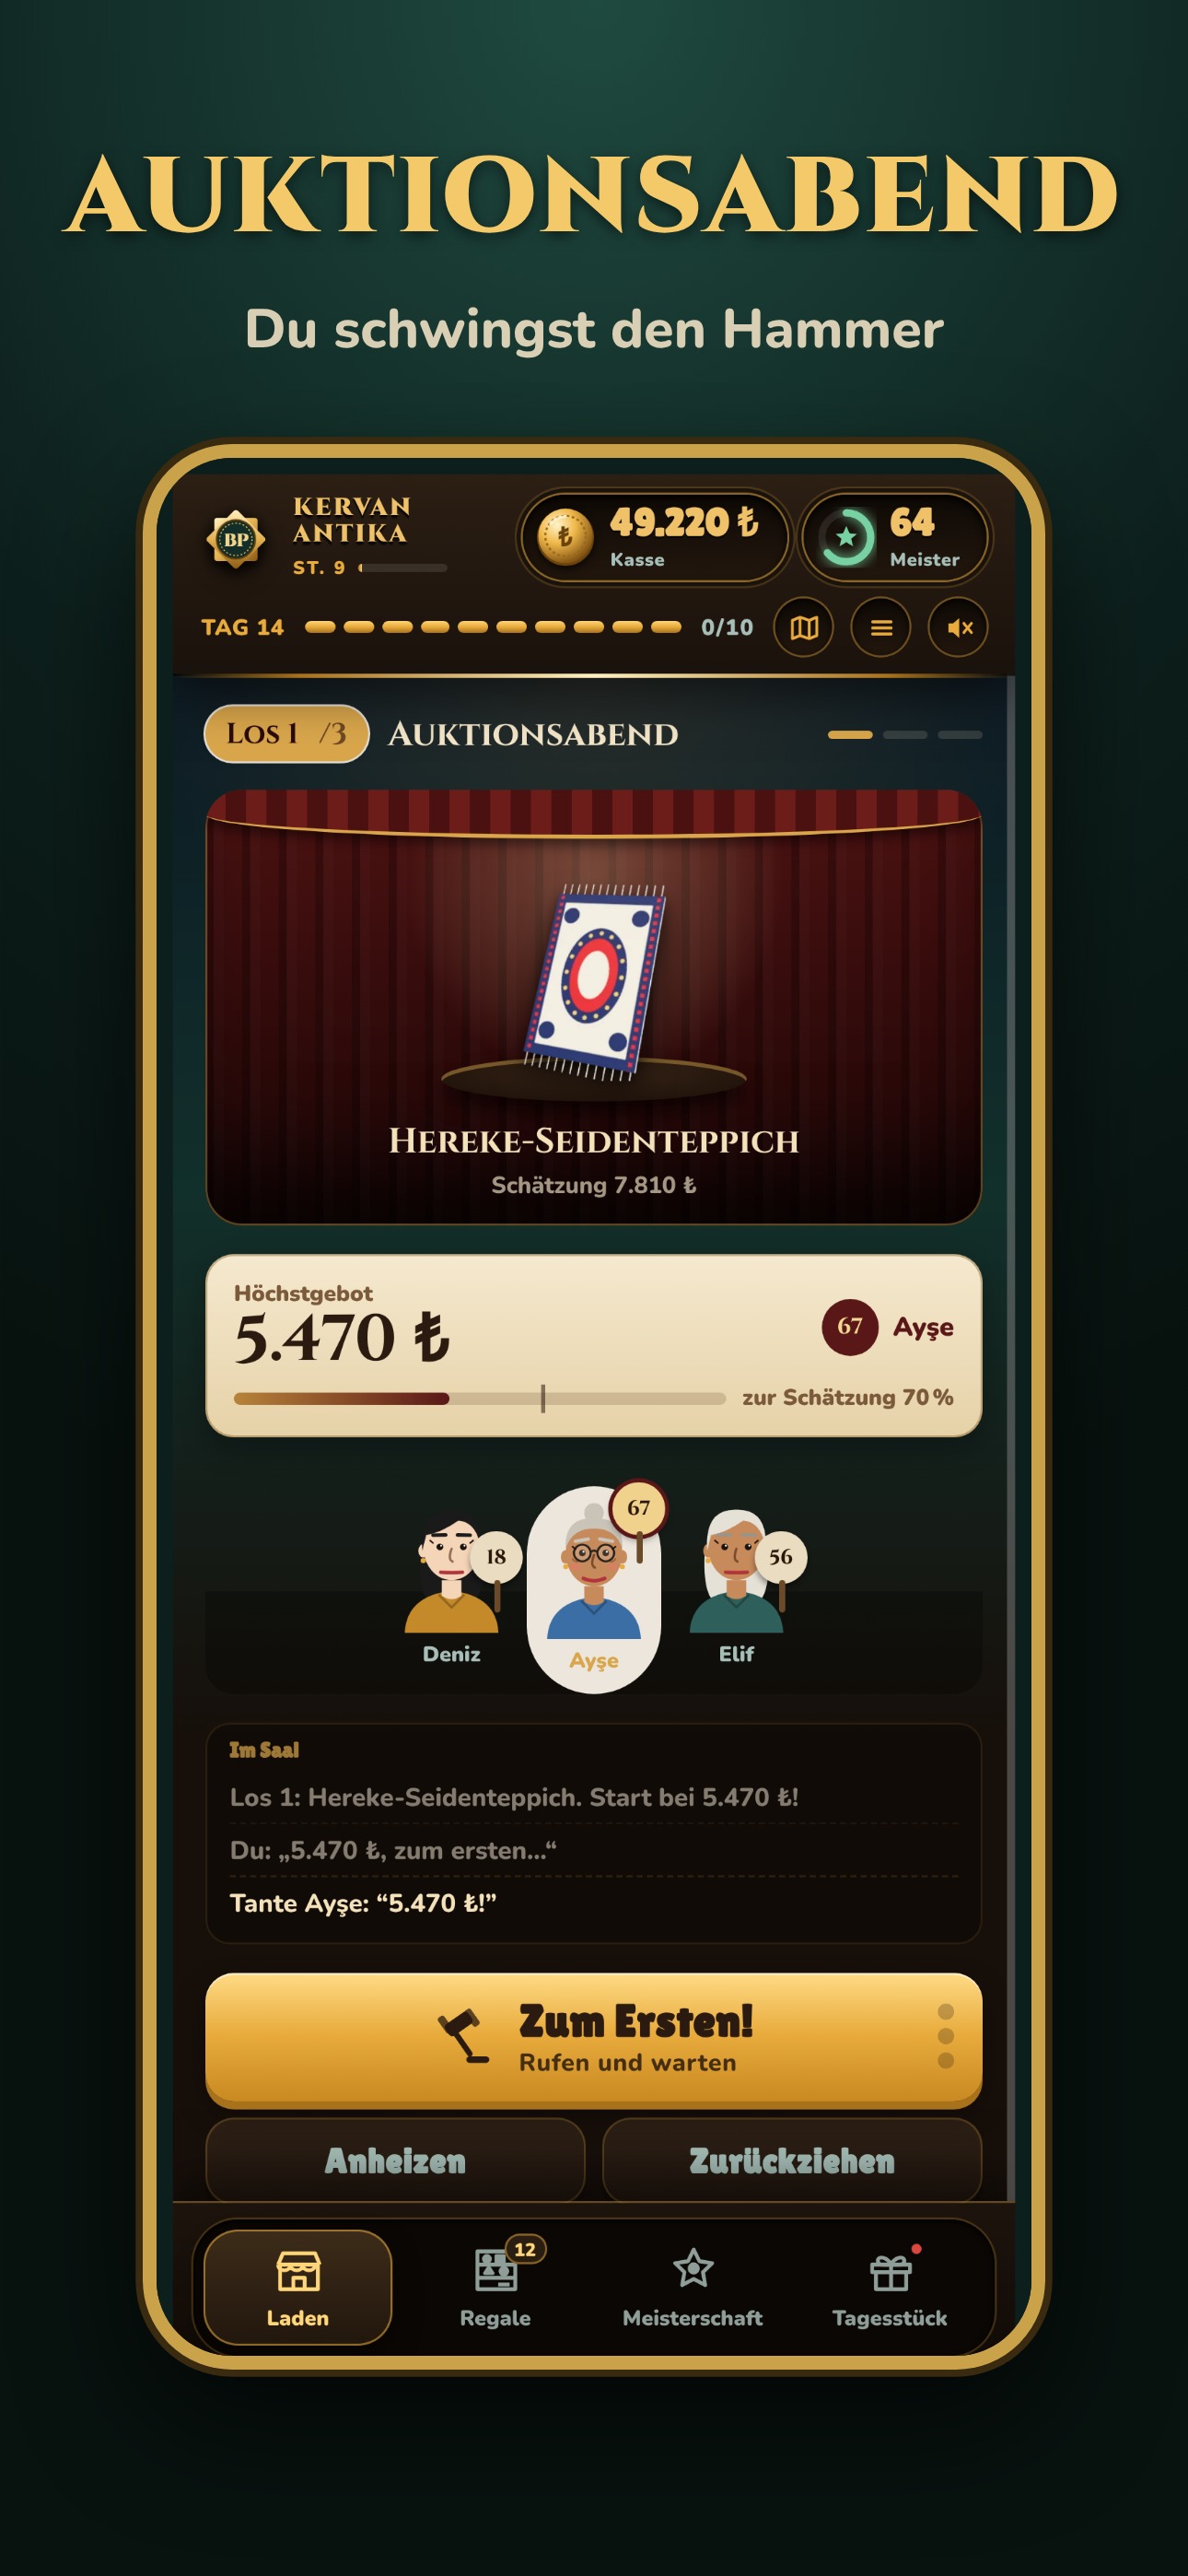 AUKTIONSABEND
Du schwingst den Hammer
BP
KERVAN
ANTIKA
ST. 9
₺
49.220 ₺
Kasse
64
Meister
TAG 14
0/10
Los 1 /3
Auktionsabend
Hereke-Seidenteppich
Schätzung 7.810 ₺
Höchstgebot
5.470 ₺
67 Ayşe
zur Schätzung 70 %
18
67
56
Deniz
Ayşe
Elif
Im Saal
Los 1: Hereke-Seidenteppich. Start bei 5.470 ₺!
Du: „5.470 ₺, zum ersten…“
Tante Ayşe: “5.470 ₺!”
Zum Ersten!
Rufen und warten
Anheizen
Zurückziehen
12
Laden
Regale
Meisterschaft
Tagesstück